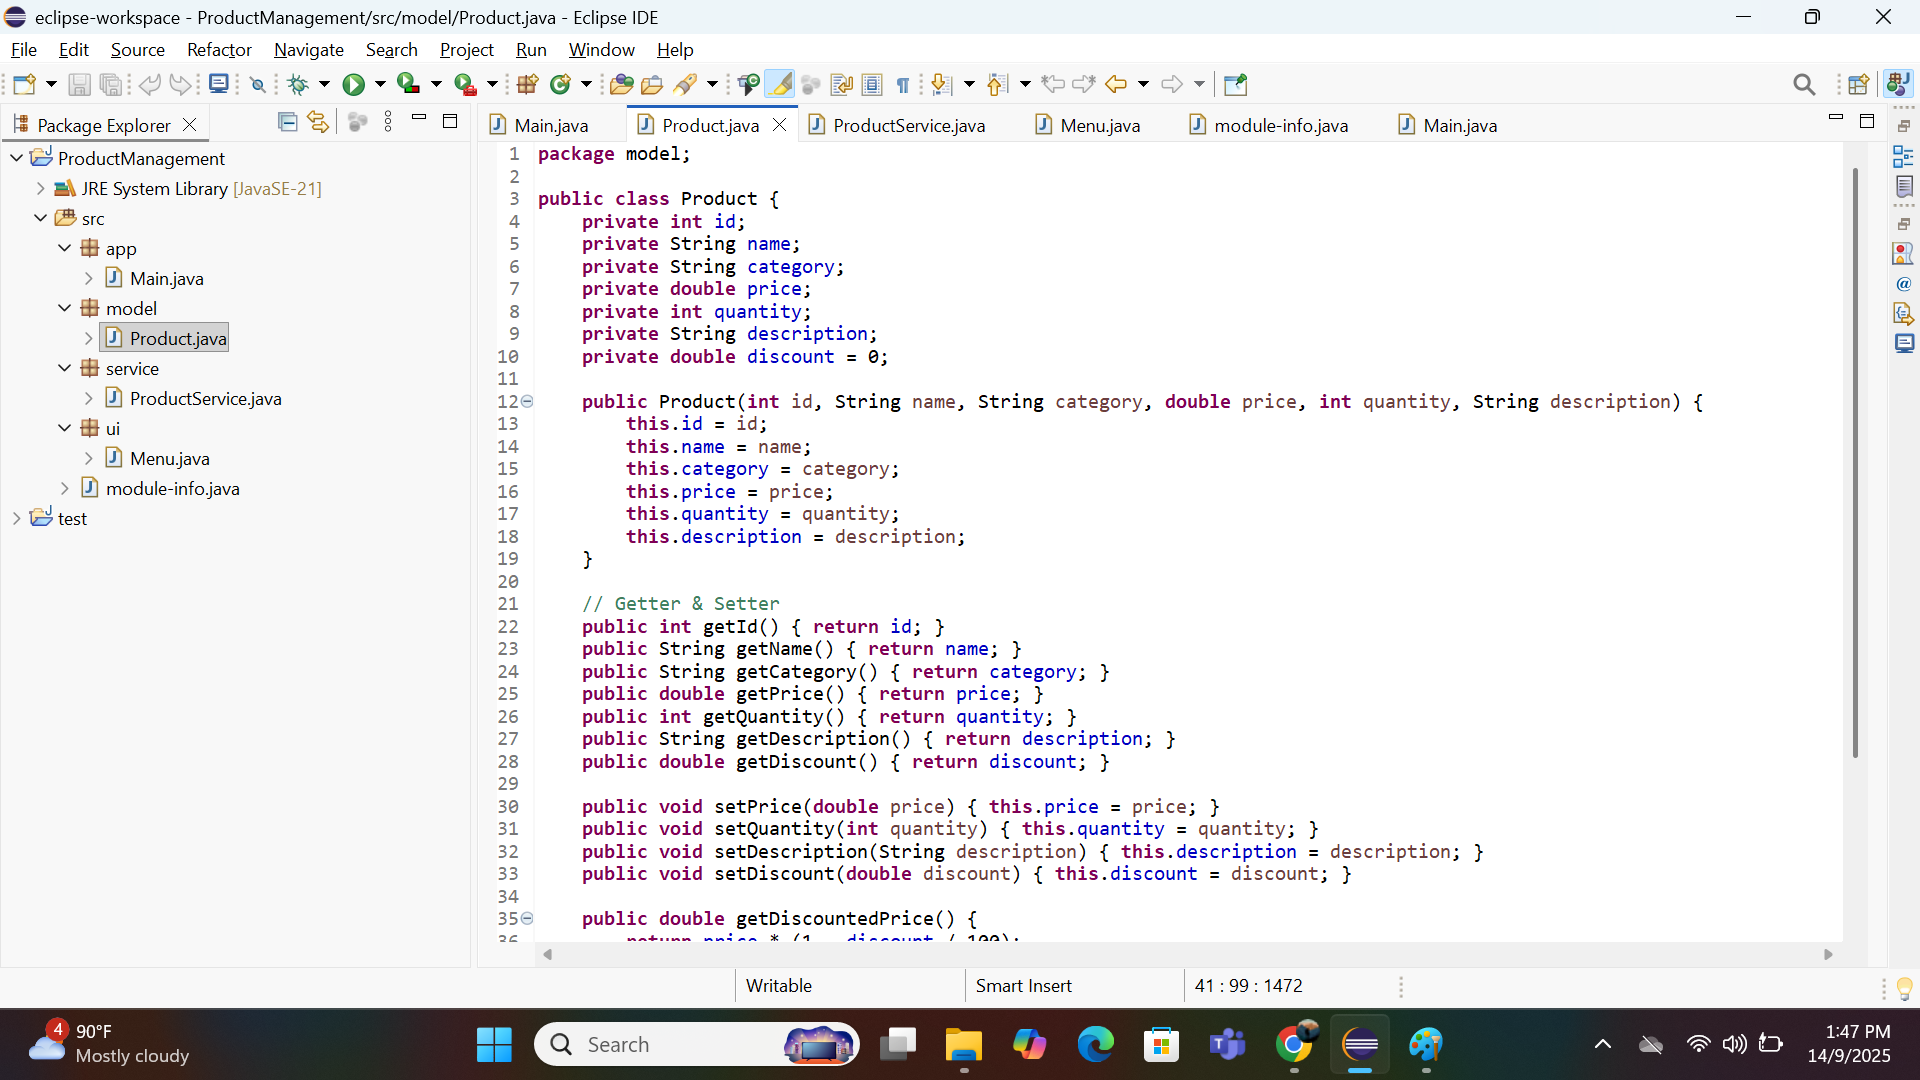 eclipse-workspace - ProductManagement/src/model/Product.java - Eclipse IDE
File Edit Source Refactor Navigate Search Project Run Window Help
Package Explorer
Main.java Product.java ProductService.java Menu.java module-info.java Main.java
ProductManagement
JRE System Library [JavaSE-21]
src
app
Main.java
model
Product.java
service
ProductService.java
ui
Menu.java
module-info.java
test
1 package model;
2
3 public class Product {
4 private int id;
5 private String name;
6 private String category;
7 private double price;
8 private int quantity;
9 private String description;
10 private double discount = 0;
11
12 public Product(int id, String name, String category, double price, int quantity, String description) {
13 this.id = id;
14 this.name = name;
15 this.category = category;
16 this.price = price;
17 this.quantity = quantity;
18 this.description = description;
19 }
20
21 // Getter & Setter
22 public int getId() { return id; }
23 public String getName() { return name; }
24 public String getCategory() { return category; }
25 public double getPrice() { return price; }
26 public int getQuantity() { return quantity; }
27 public String getDescription() { return description; }
28 public double getDiscount() { return discount; }
29
30 public void setPrice(double price) { this.price = price; }
31 public void setQuantity(int quantity) { this.quantity = quantity; }
32 public void setDescription(String description) { this.description = description; }
33 public void setDiscount(double discount) { this.discount = discount; }
34
35 public double getDiscountedPrice() {
36 return price * (1 - discount / 100);
Writable Smart Insert 41 : 99 : 1472
4
90°F
Mostly cloudy
Search
1:47 PM
14/9/2025